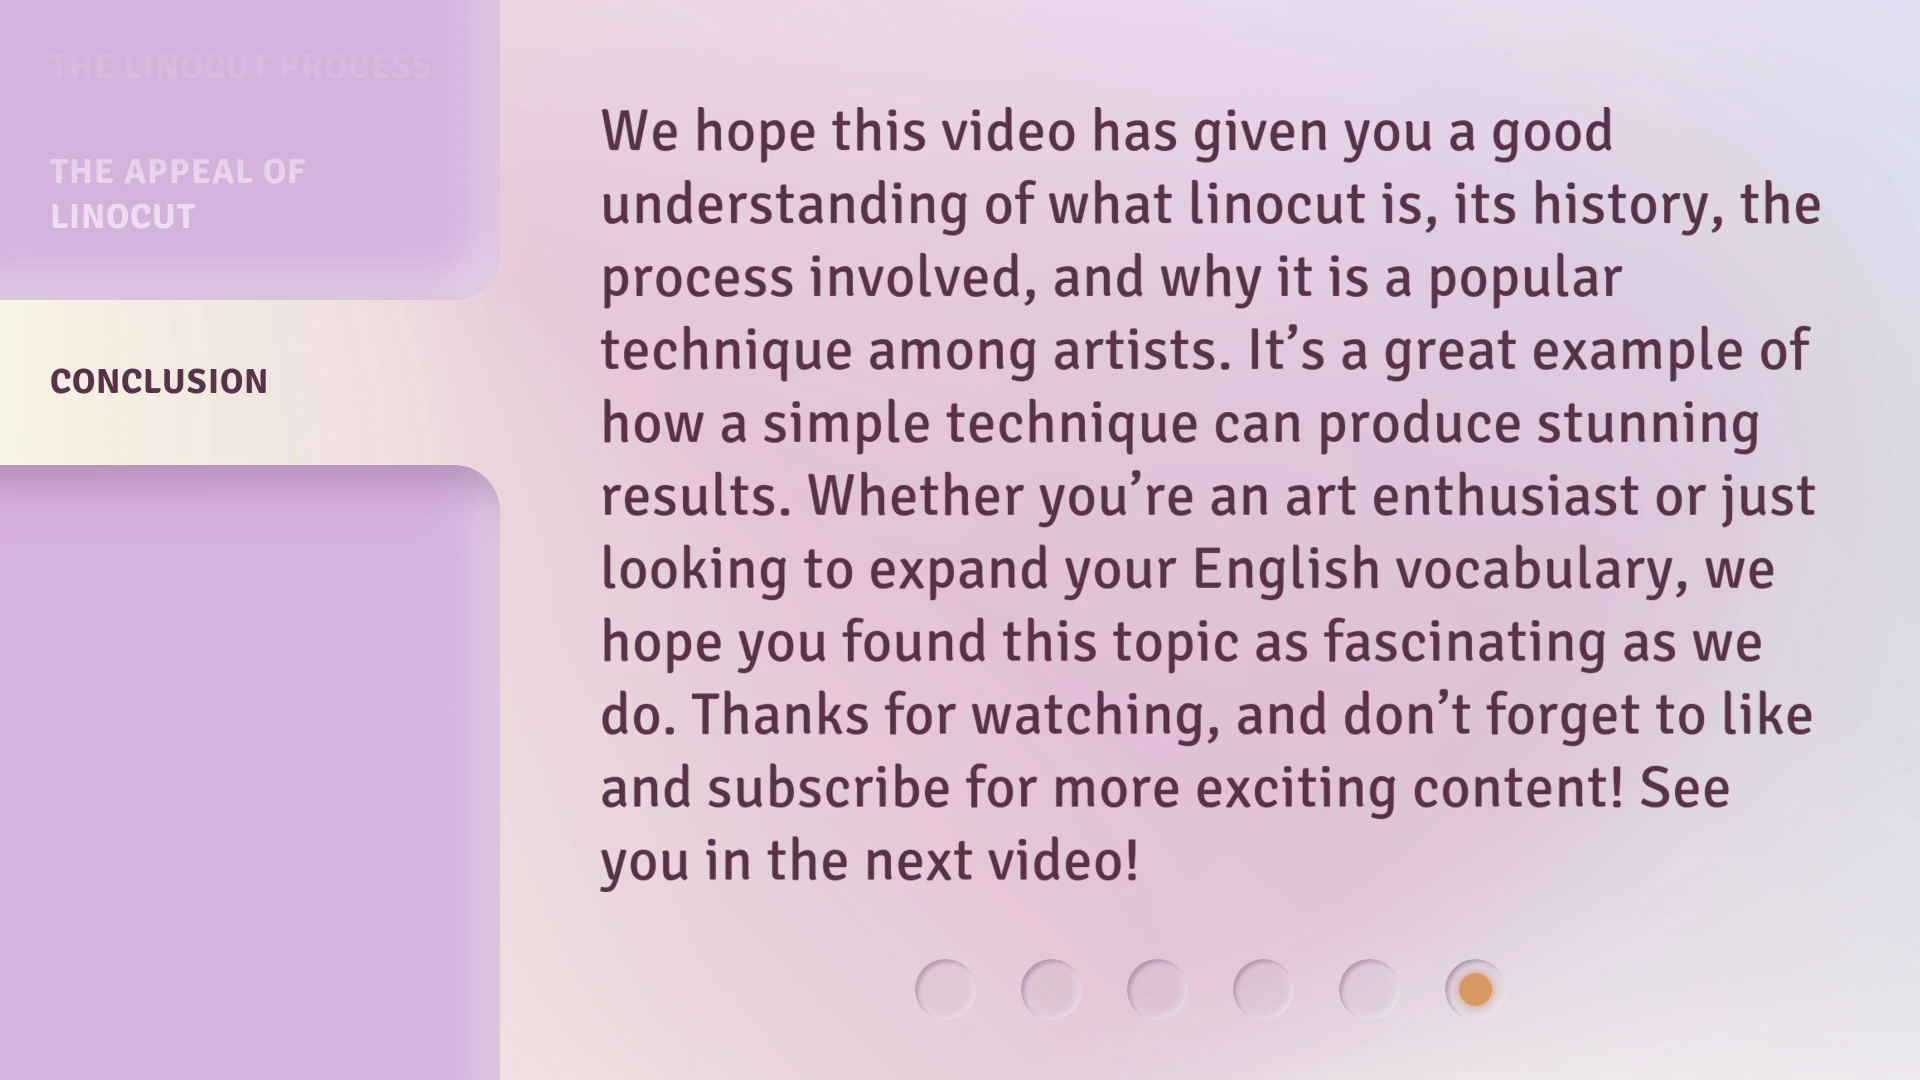 THE LINOCUT PROCESS
THE APPEAL OF
LINOCUT
CONCLUSION
We hope this video has given you a good
understanding of what linocut is, its history, the
process involved, and why it is a popular
technique among artists. It’s a great example of
how a simple technique can produce stunning
results. Whether you’re an art enthusiast or just
looking to expand your English vocabulary, we
hope you found this topic as fascinating as we
do. Thanks for watching, and don’t forget to like
and subscribe for more exciting content! See
you in the next video!